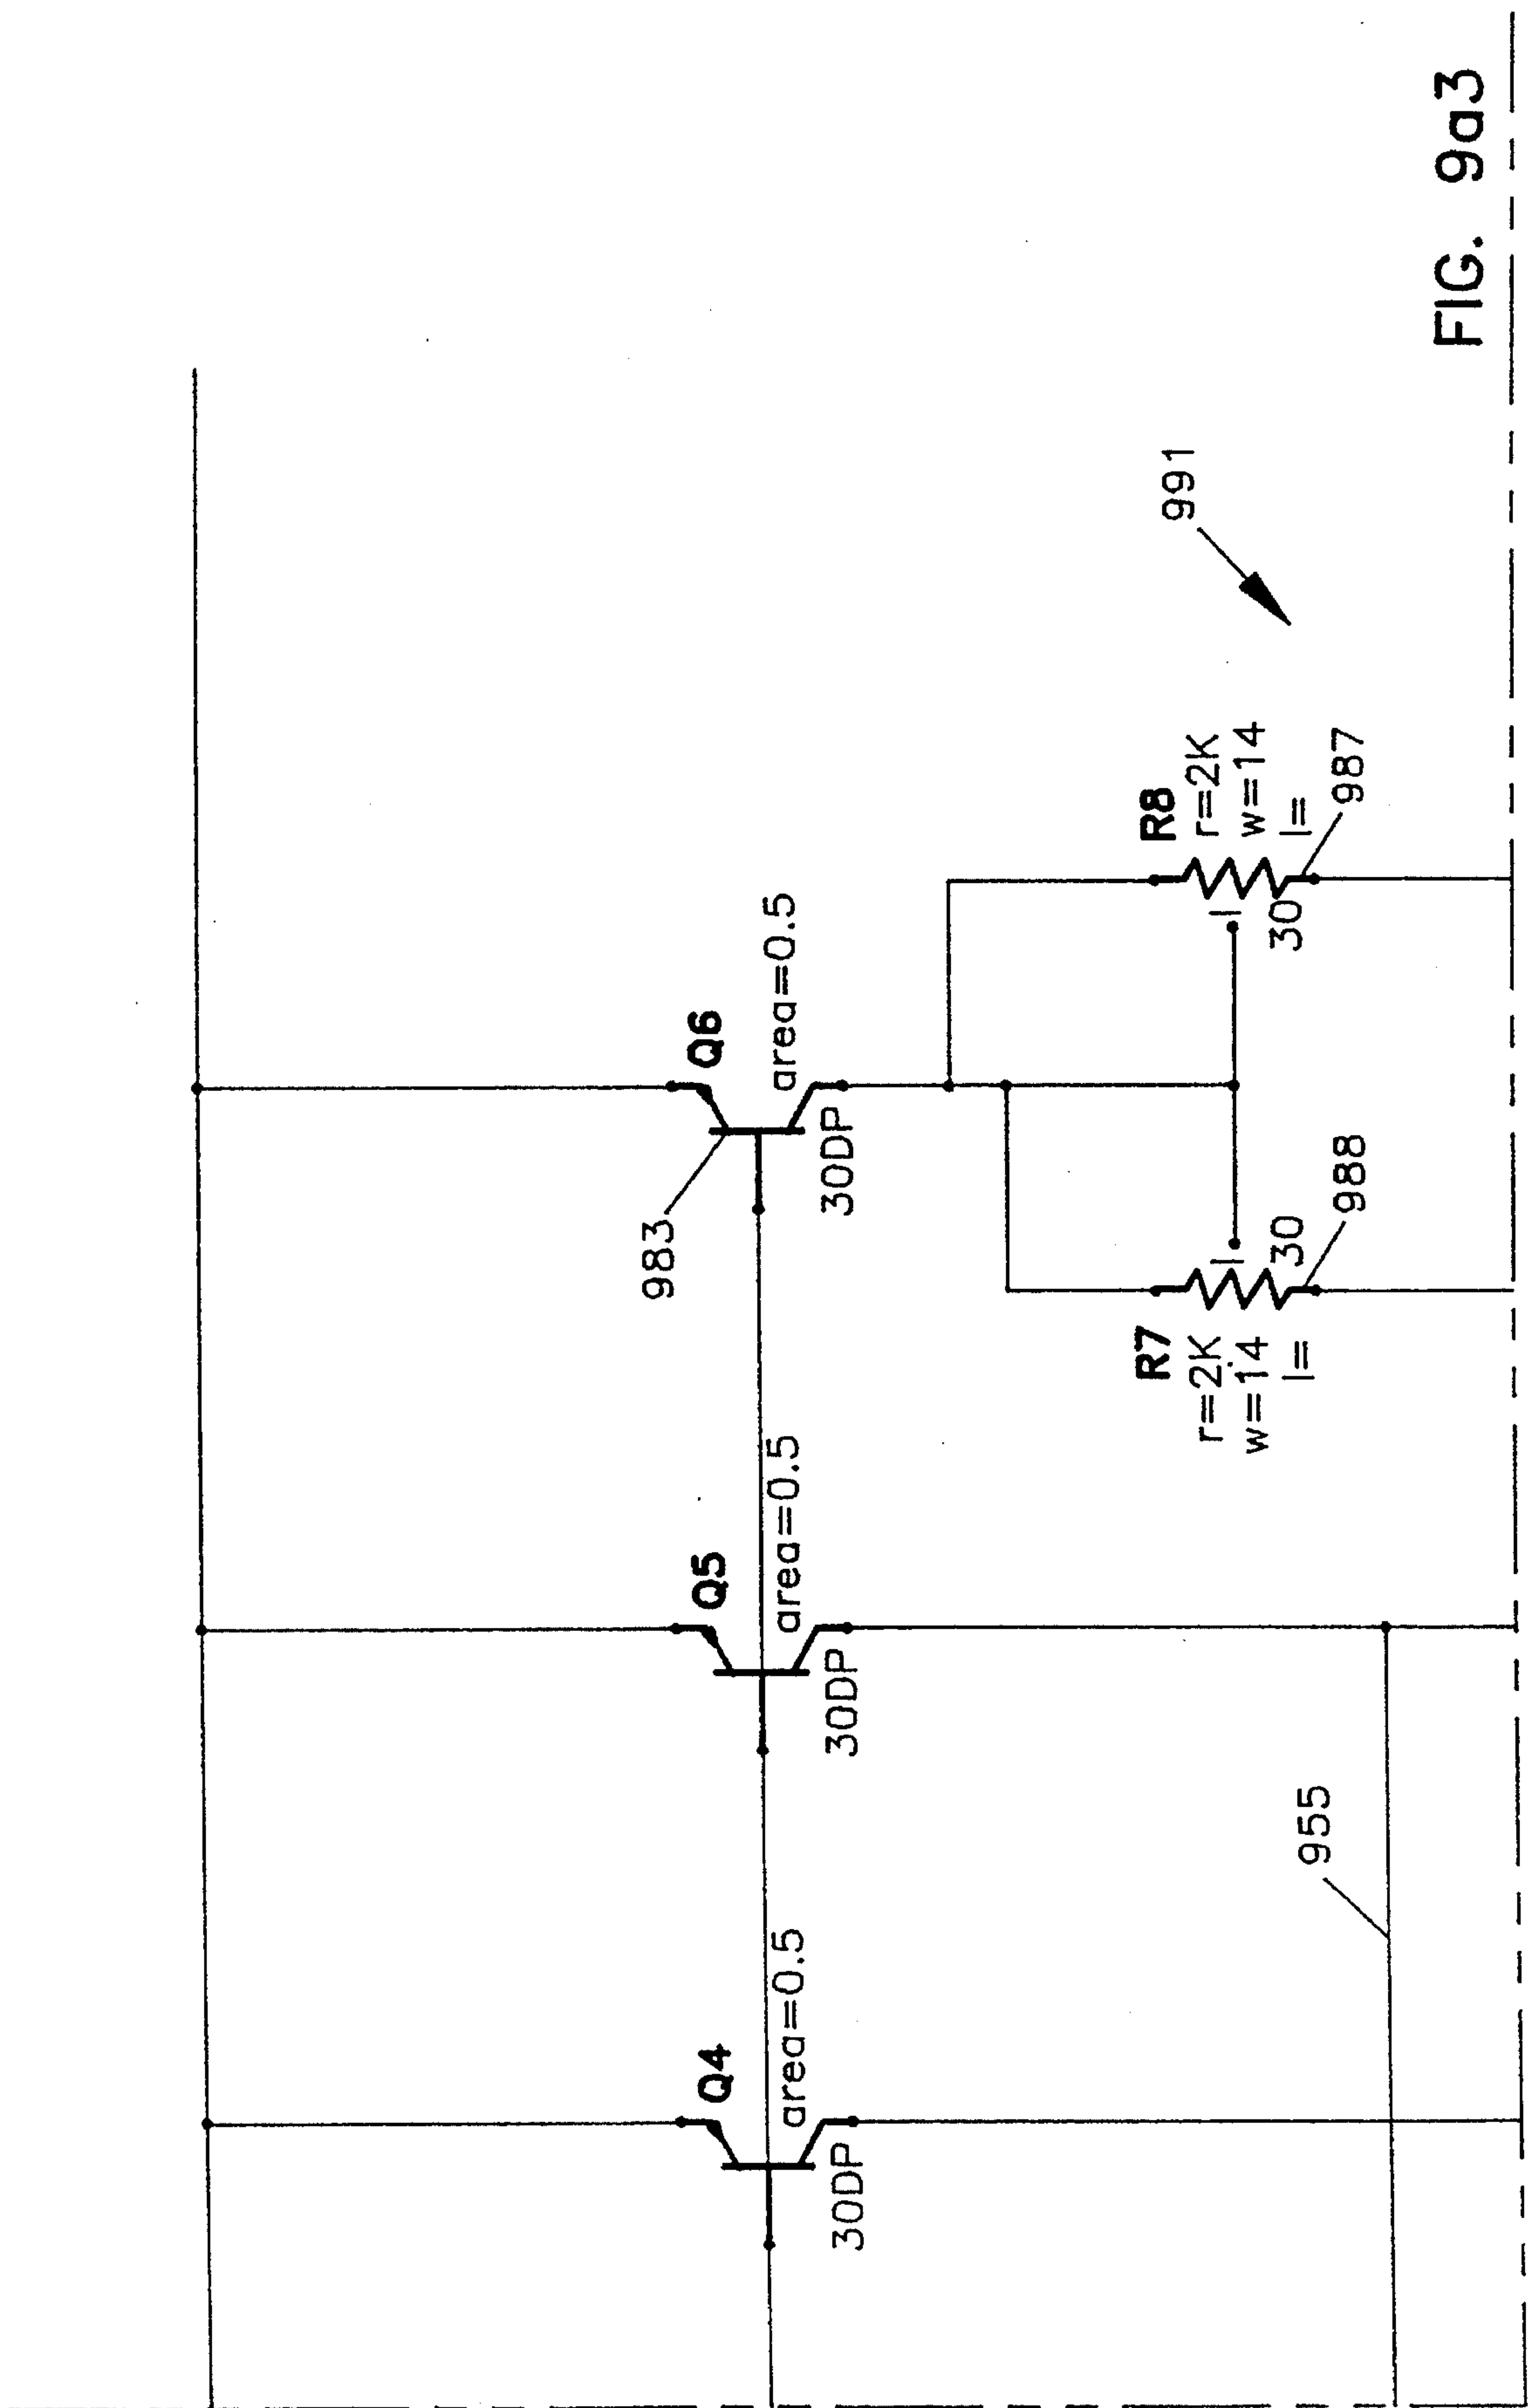 Q4
area=0.5
30DP
Q5
area=0.5
30DP
983
Q6
area=0.5
30DP
955
R7
r=2K
w=14
l=
I
30
988
R8
r=2K
w=14
l=
I
30
987
991
FIG. 9a3